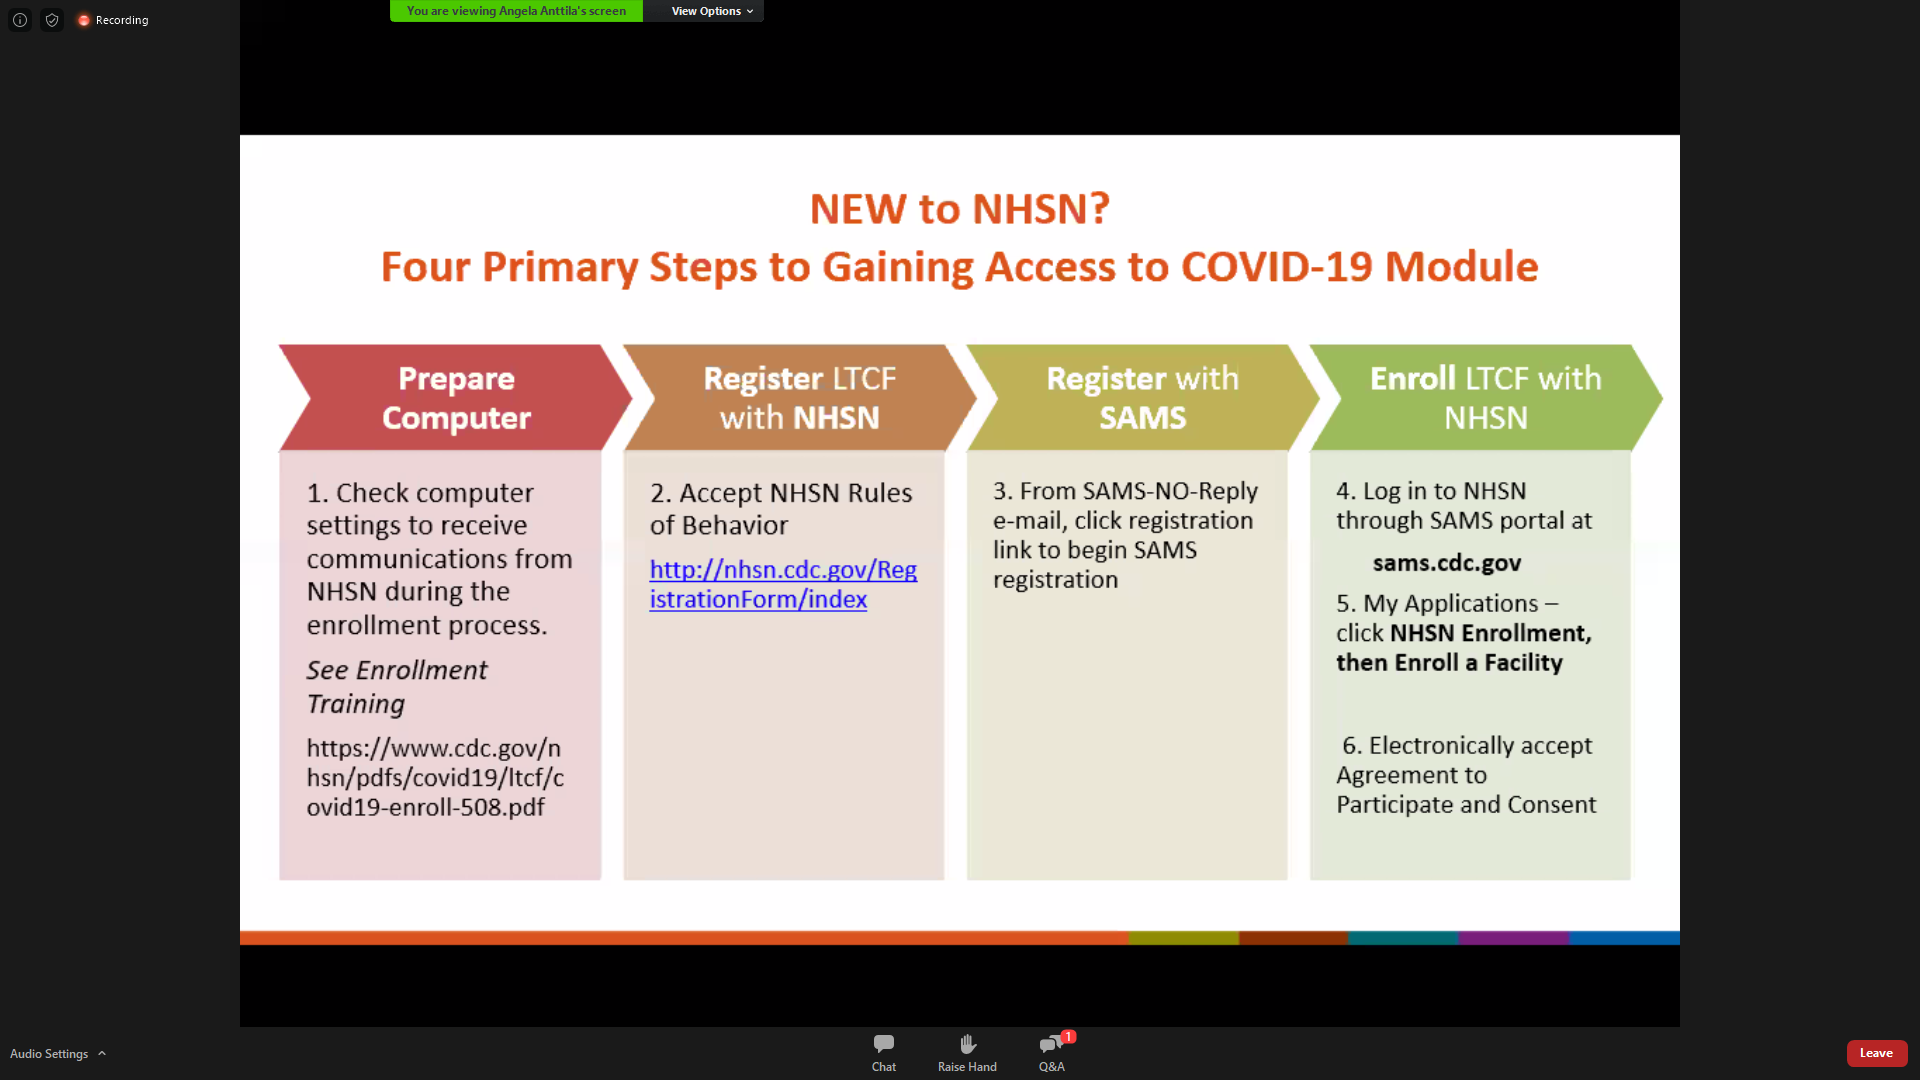 Recording
You are viewing Angela Anttila's screen
View Options
NEW to NHSN?
Four Primary Steps to Gaining Access to COVID-19 Module
Prepare
Computer
1. Check computer
settings to receive
communications from
NHSN during the
enrollment process.
See Enrollment
Training
https://www.cdc.gov/n
hsn/pdfs/covid19/ltcf/c
ovid19-enroll-508.pdf
Register LTCF
with NHSN
2. Accept NHSN Rules
of Behavior
http://nhsn.cdc.gov/Reg
istrationForm/index
Register with
SAMS
3. From SAMS-NO-Reply
e-mail, click registration
link to begin SAMS
registration
Enroll LTCF with
NHSN
4. Log in to NHSN
through SAMS portal at
sams.cdc.gov
5. My Applications –
click NHSN Enrollment,
then Enroll a Facility
6. Electronically accept
Agreement to
Participate and Consent
Audio Settings
Chat
Raise Hand
1
Q&A
Leave